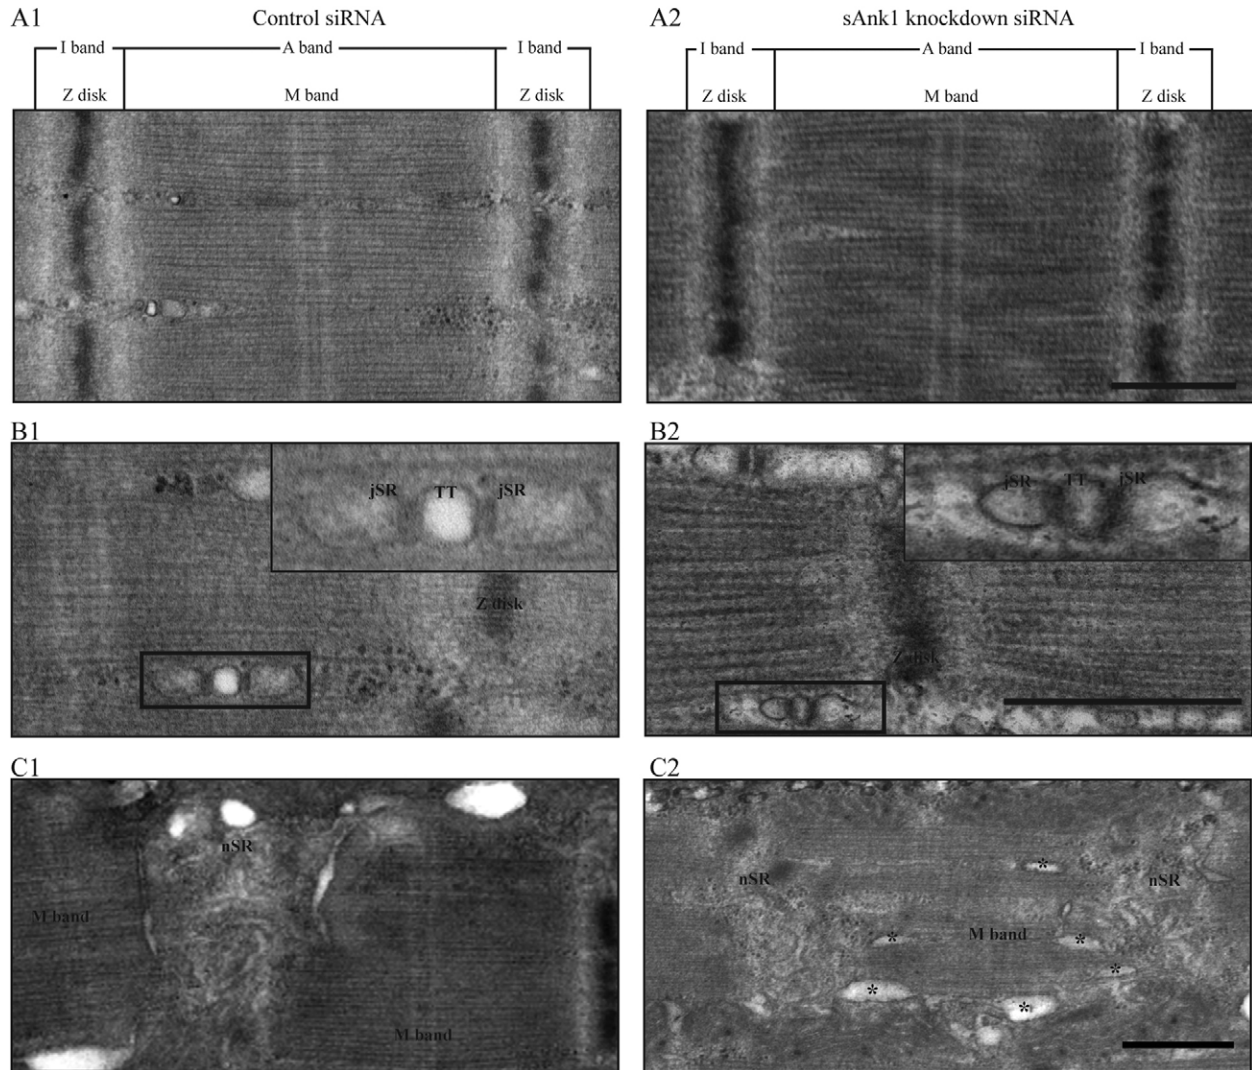 A1 Control siRNA
A2 sAnk1 knockdown siRNA
I band A band I band
I band A band I band
Z disk M band Z disk
Z disk M band Z disk
B1
jSR TT jSR
Z disk
B2
jSR TT jSR
Z disk
C1
nSR
M band
M band
C2
*
nSR nSR
* M band *
*
* *